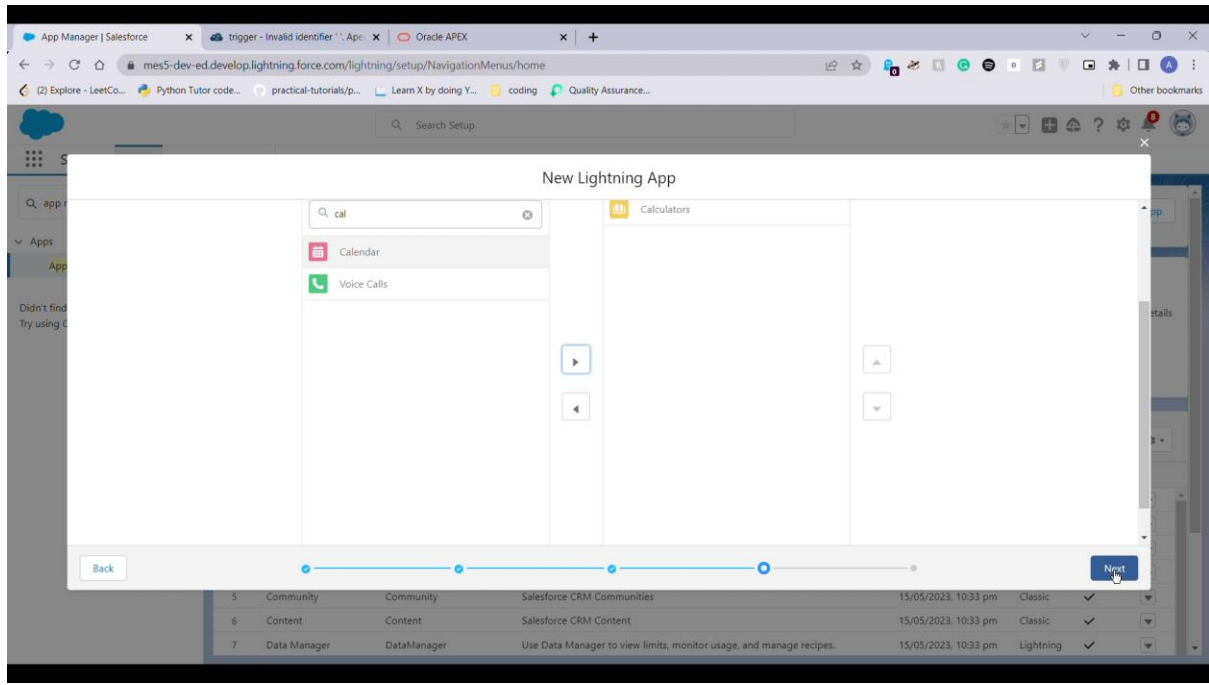 App Manager | Salesforce
trigger - Invalid identifier ' '. Apex
Oracle APEX
mes5-dev-ed.develop.lightning.force.com/lightning/setup/NavigationMenus/home
(2) Explore - LeetCo... Python Tutor code... practical-tutorials/p... Learn X by doing Y... coding Quality Assurance... Other bookmarks
Search Setup
New Lightning App
app
cal
Calculators
Apps
Calendar
App
Voice Calls
Didn't find
Try using
etails
Back
Next
5 Community Community Salesforce CRM Communities 15/05/2023, 10:33 pm Classic
6 Content Content Salesforce CRM Content 15/05/2023, 10:33 pm Classic
7 Data Manager DataManager Use Data Manager to view limits, monitor usage, and manage recipes. 15/05/2023, 10:33 pm Lightning